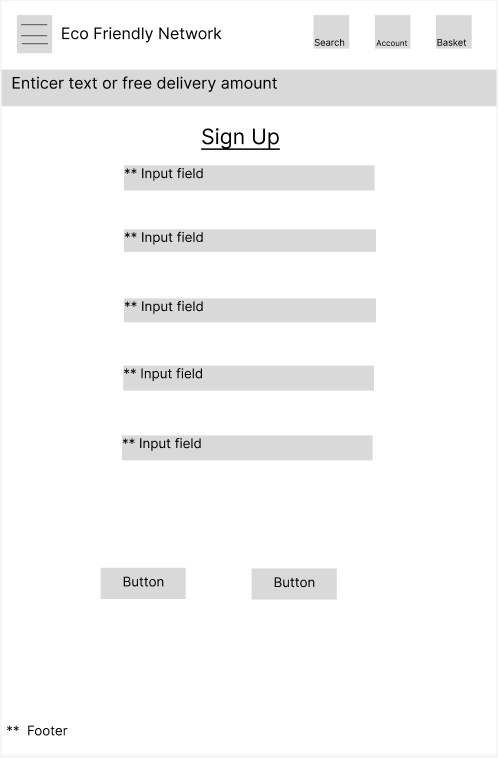 Eco Friendly Network
Search
Account
Basket
Enticer text or free delivery amount
Sign Up
** Input field
** Input field
** Input field
** Input field
** Input field
Button
Button
** Footer